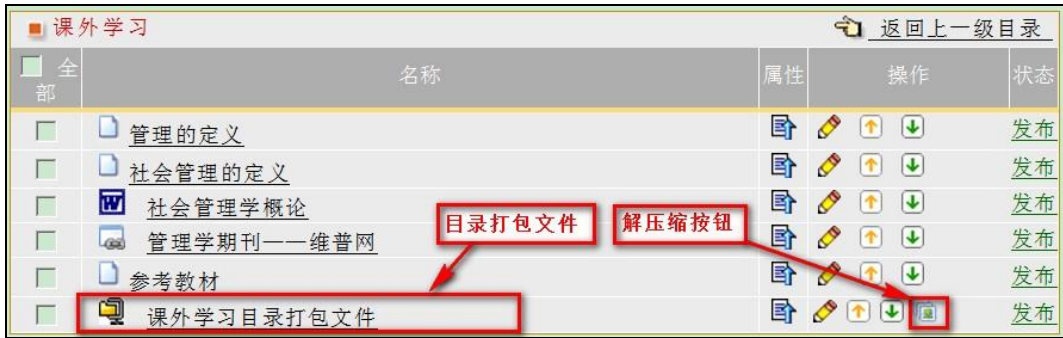 课外学习 返回上一级目录
全部 名称 属性 操作 状态
管理的定义 发布
社会管理的定义 发布
社会管理学概论 发布
目录打包文件 解压缩按钮
管理学期刊——维普网 发布
参考教材 发布
课外学习目录打包文件 发布